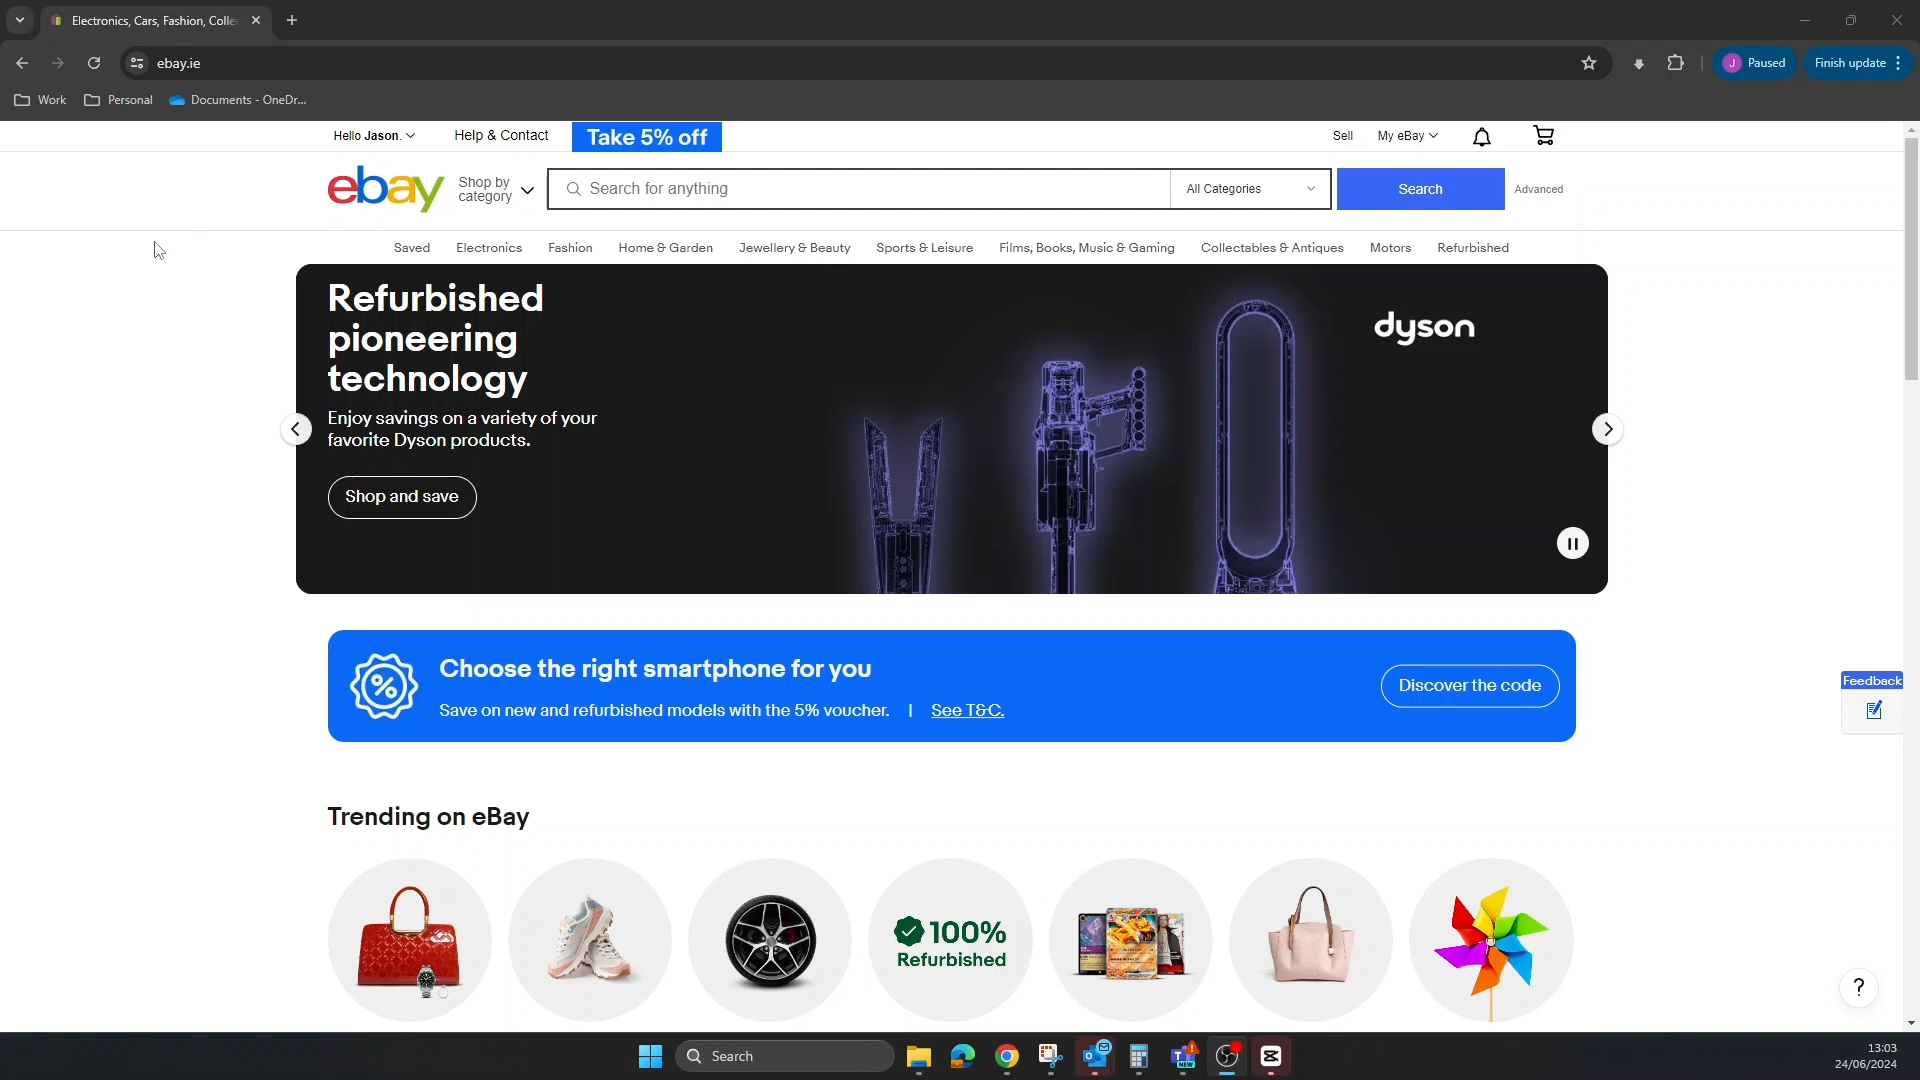 Electronics, Cars, Fashion, Colle
ebay.ie
Paused
Finish update
Work
Personal
Documents - OneDr...
Hello Jason.
Help & Contact
Take 5% off
Sell
My eBay
ebay
Shop by
category
Search for anything
All Categories
Search
Advanced
Saved
Electronics
Fashion
Home & Garden
Jewellery & Beauty
Sports & Leisure
Films, Books, Music & Gaming
Collectables & Antiques
Motors
Refurbished
Refurbished
pioneering
technology
Enjoy savings on a variety of your
favorite Dyson products.
Shop and save
dyson
Choose the right smartphone for you
Save on new and refurbished models with the 5% voucher. | See T&C.
Discover the code
Feedback
Trending on eBay
100%
Refurbished
?
Search
NEW
13:03
24/06/2024